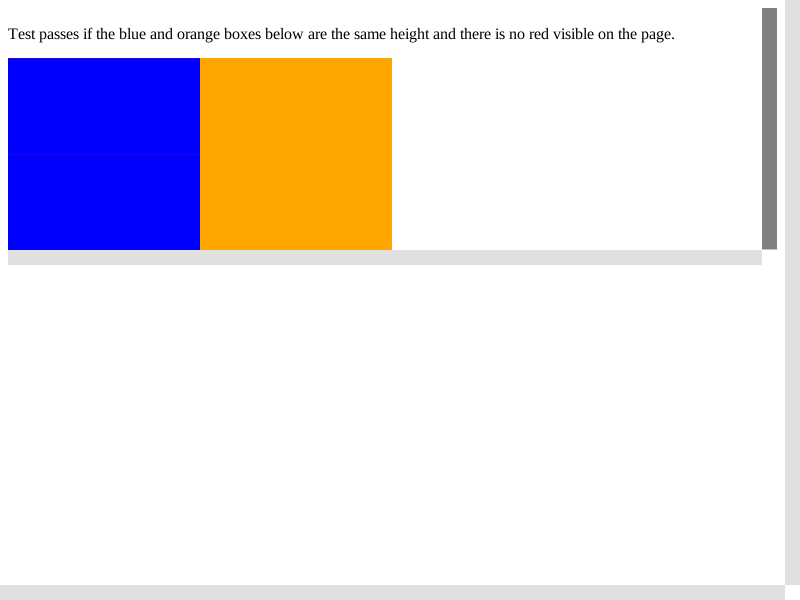 Test passes if the blue and orange boxes below are the same height and there is no red visible on the page.